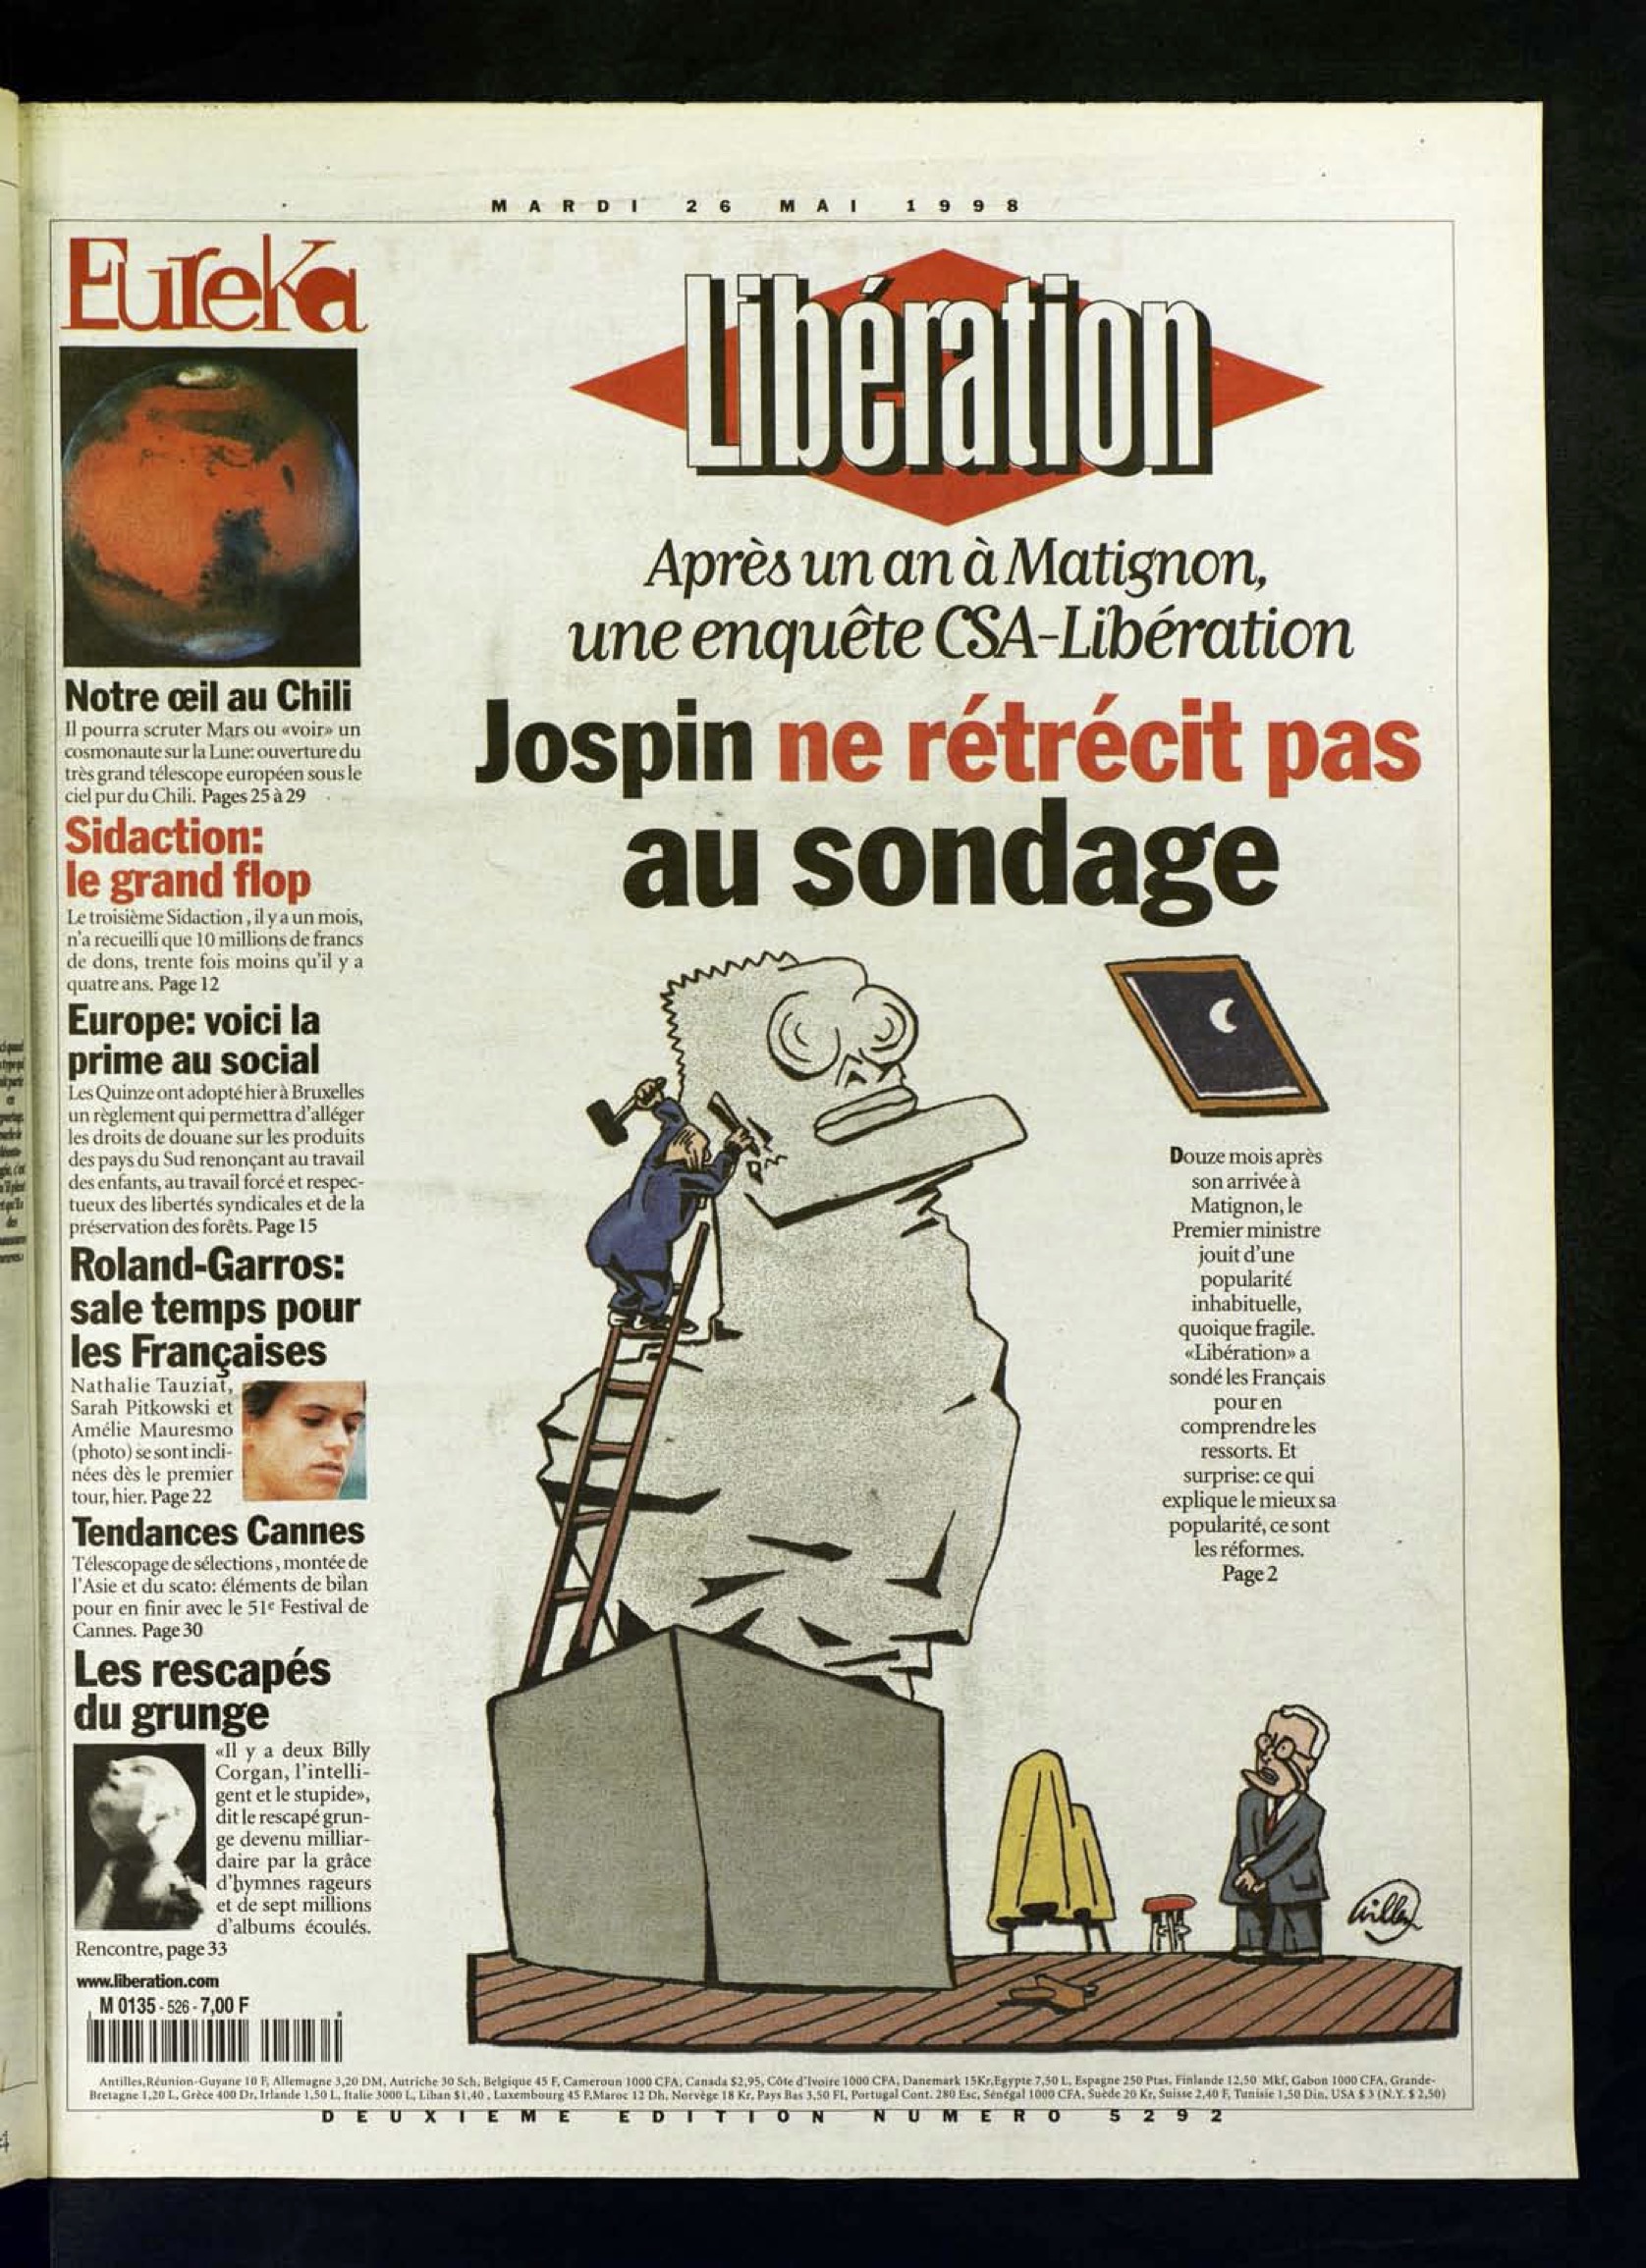 MARDI 26 MAI 1998
Eureka
Notre œil au Chili
Il pourra scruter Mars ou «voir» un
cosmonaute sur la Lune: ouverture du
très grand télescope européen sous le
ciel pur du Chili. Pages 25 à 29
Sidaction:
le grand flop
Le troisième Sidaction, il y a un mois,
n'a recueilli que 10 millions de francs
de dons, trente fois moins qu'il y a
quatre ans. Page 12
Europe: voici la
prime au social
Les Quinze ont adopté hier à Bruxelles
un règlement qui permettra d'alléger
les droits de douane sur les produits
des pays du Sud renonçant au travail
des enfants, au travail forcé et respec-
tueux des libertés syndicales et de la
préservation des forêts. Page 15
Roland-Garros:
sale temps pour
les Françaises
Nathalie Tauziat,
Sarah Pitkowski et
Amélie Mauresmo
(photo) se sont incli-
nées dès le premier
tour, hier. Page 22
Tendances Cannes
Télescopage de sélections, montée de
l'Asie et du scato: éléments de bilan
pour en finir avec le 51e Festival de
Cannes. Page 30
Les rescapés
du grunge
«Il y a deux Billy
Corgan, l'intelli-
gent et le stupide»,
dit le rescapé grun-
ge devenu milliar-
daire par la grâce
d'hymnes rageurs
et de sept millions
d'albums écoulés.
Rencontre, page 33
www.liberation.com
M 0135 - 526 - 7,00 F
Libération
Après un an à Matignon,
une enquête CSA-Libération
Jospin ne rétrécit pas
au sondage
Douze mois après
son arrivée à
Matignon, le
Premier ministre
jouit d'une
popularité
inhabituelle,
quoique fragile.
«Libération» a
sondé les Français
pour en
comprendre les
ressorts. Et
surprise: ce qui
explique le mieux sa
popularité, ce sont
les réformes.
Page 2
Willem
Antilles,Réunion-Guyane 10 F, Allemagne 3,20 DM, Autriche 30 Sch, Belgique 45 F, Cameroun 1000 CFA, Canada $2,95, Côte d'Ivoire 1000 CFA, Danemark 15Kr,Egypte 7,50 L, Espagne 250 Ptas, Finlande 12,50 Mkf, Gabon 1000 CFA, Grande-
Bretagne 1,20 L, Grèce 400 Dr, Irlande 1,50 L, Italie 3000 L, Liban $1,40 , Luxembourg 45 F,Maroc 12 Dh, Norvège 18 Kr, Pays Bas 3,50 Fl, Portugal Cont. 280 Esc, Sénégal 1000 CFA, Suède 20 Kr, Suisse 2,40 F, Tunisie 1,50 Din, USA $ 3 (N.Y. $ 2,50)
DEUXIEME EDITION NUMERO 5292